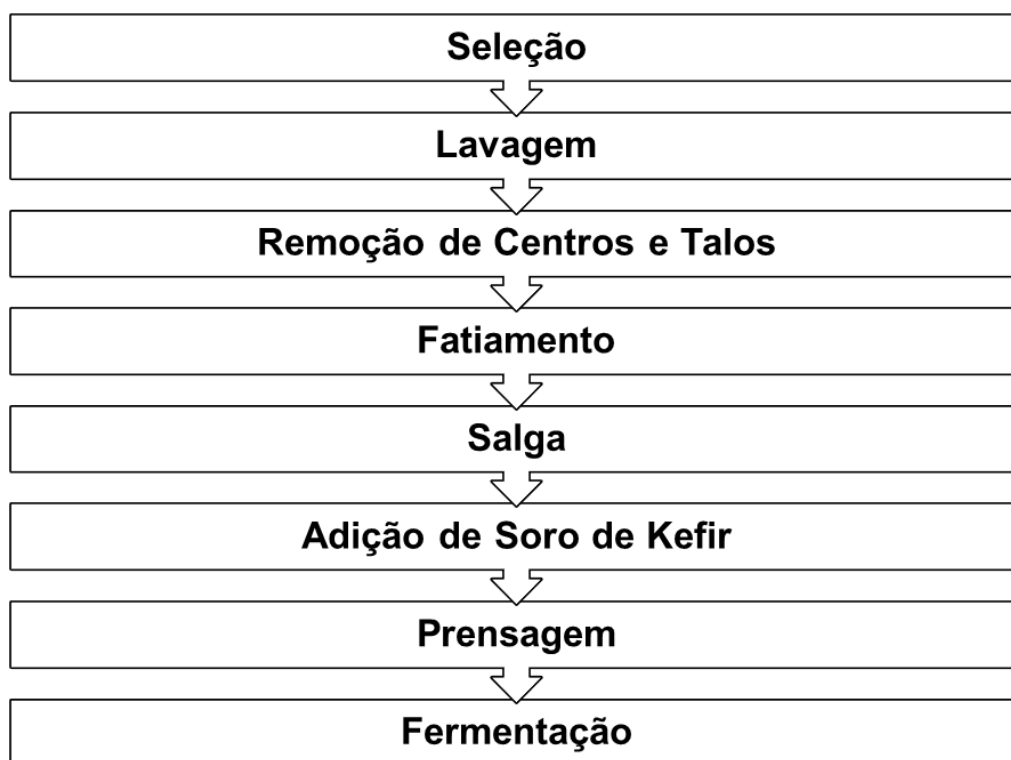 Seleção
Lavagem
Remoção de Centros e Talos
Fatiamento
Salga
Adição de Soro de Kefir
Prensagem
Fermentação